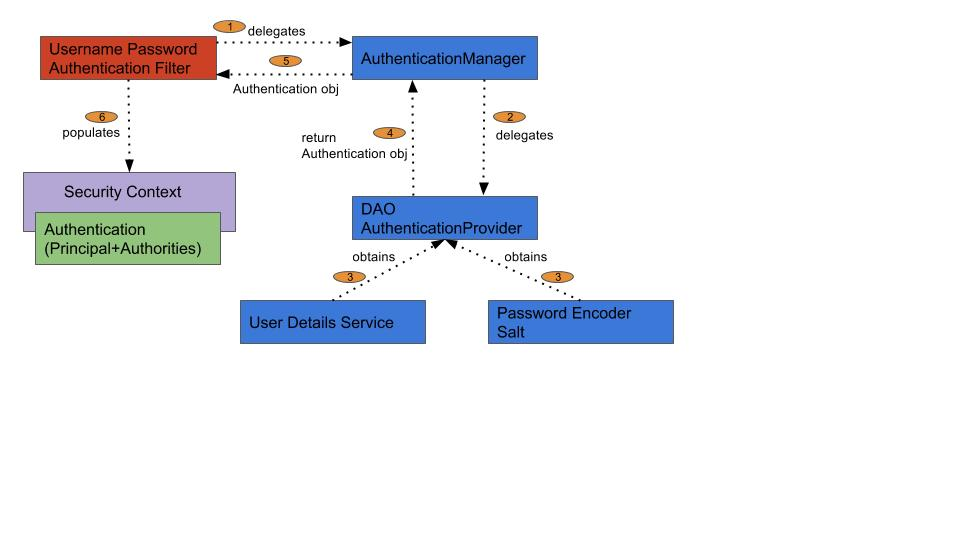 1
delegates
Username Password
Authentication Filter
AuthenticationManager
5
Authentication obj
6
populates
2
delegates
4
return
Authentication obj
Security Context
Authentication
(Principal+Authorities)
DAO
AuthenticationProvider
obtains
3
obtains
3
User Details Service
Password Encoder
Salt